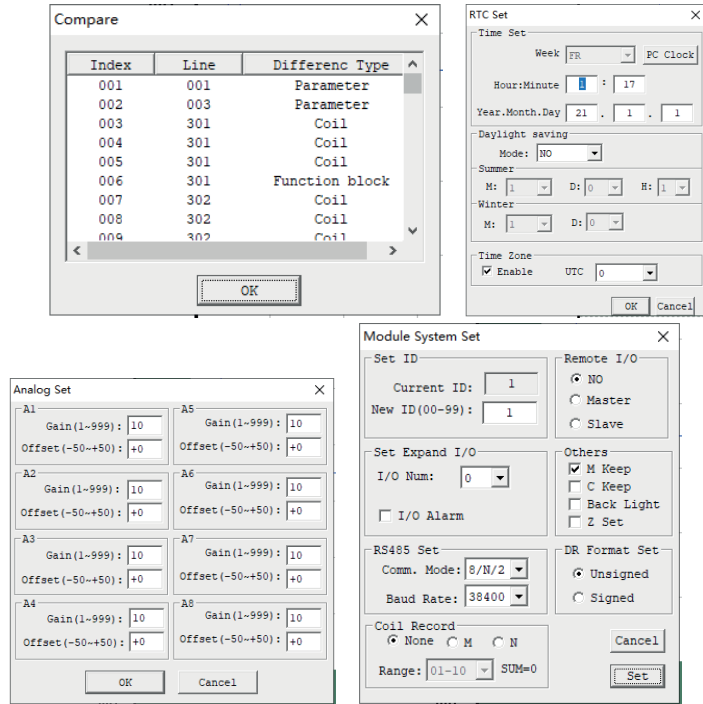 Compare
Index Line Differenc Type
001 001 Parameter
002 003 Parameter
003 301 Coil
004 301 Coil
005 301 Coil
006 301 Function block
007 302 Coil
008 302 Coil
009 302 Coil
OK
RTC Set
Time Set
Week FR PC Clock
Hour:Minute 1 : 17
Year.Month.Day 21 . 1 . 1
Daylight saving
Mode: NO
Summer
M: 1 D: 0 H: 1
Winter
M: 1 D: 0
Time Zone
Enable UTC 0
OK Cancel
Analog Set
A1
Gain(1~999): 10
Offset(-50~+50): +0
A5
Gain(1~999): 10
Offset(-50~+50): +0
A2
Gain(1~999): 10
Offset(-50~+50): +0
A6
Gain(1~999): 10
Offset(-50~+50): +0
A3
Gain(1~999): 10
Offset(-50~+50): +0
A7
Gain(1~999): 10
Offset(-50~+50): +0
A4
Gain(1~999): 10
Offset(-50~+50): +0
A8
Gain(1~999): 10
Offset(-50~+50): +0
OK Cancel
Module System Set
Set ID
Current ID: 1
New ID(00-99): 1
Remote I/O
NO
Master
Slave
Set Expand I/O
I/O Num: 0
I/O Alarm
Others
M Keep
C Keep
Back Light
Z Set
RS485 Set
Comm. Mode: 8/N/2
Baud Rate: 38400
DR Format Set
Unsigned
Signed
Coil Record
None M N
Range: 01-10 SUM=0
Cancel
Set